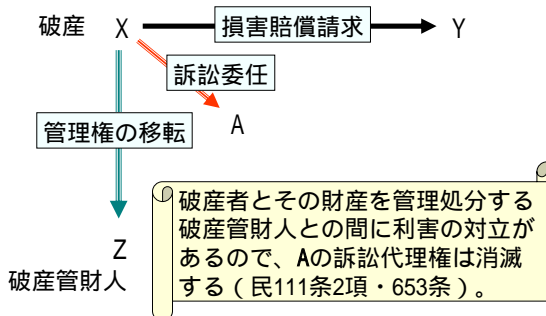 破産 X 損害賠償請求 Y
訴訟委任
管理権の移転 A
Z
破産管財人
破産者とその財産を管理処分する
破産管財人との間に利害の対立が
あるので、Aの訴訟代理権は消滅
する(民111条2項・653条)。